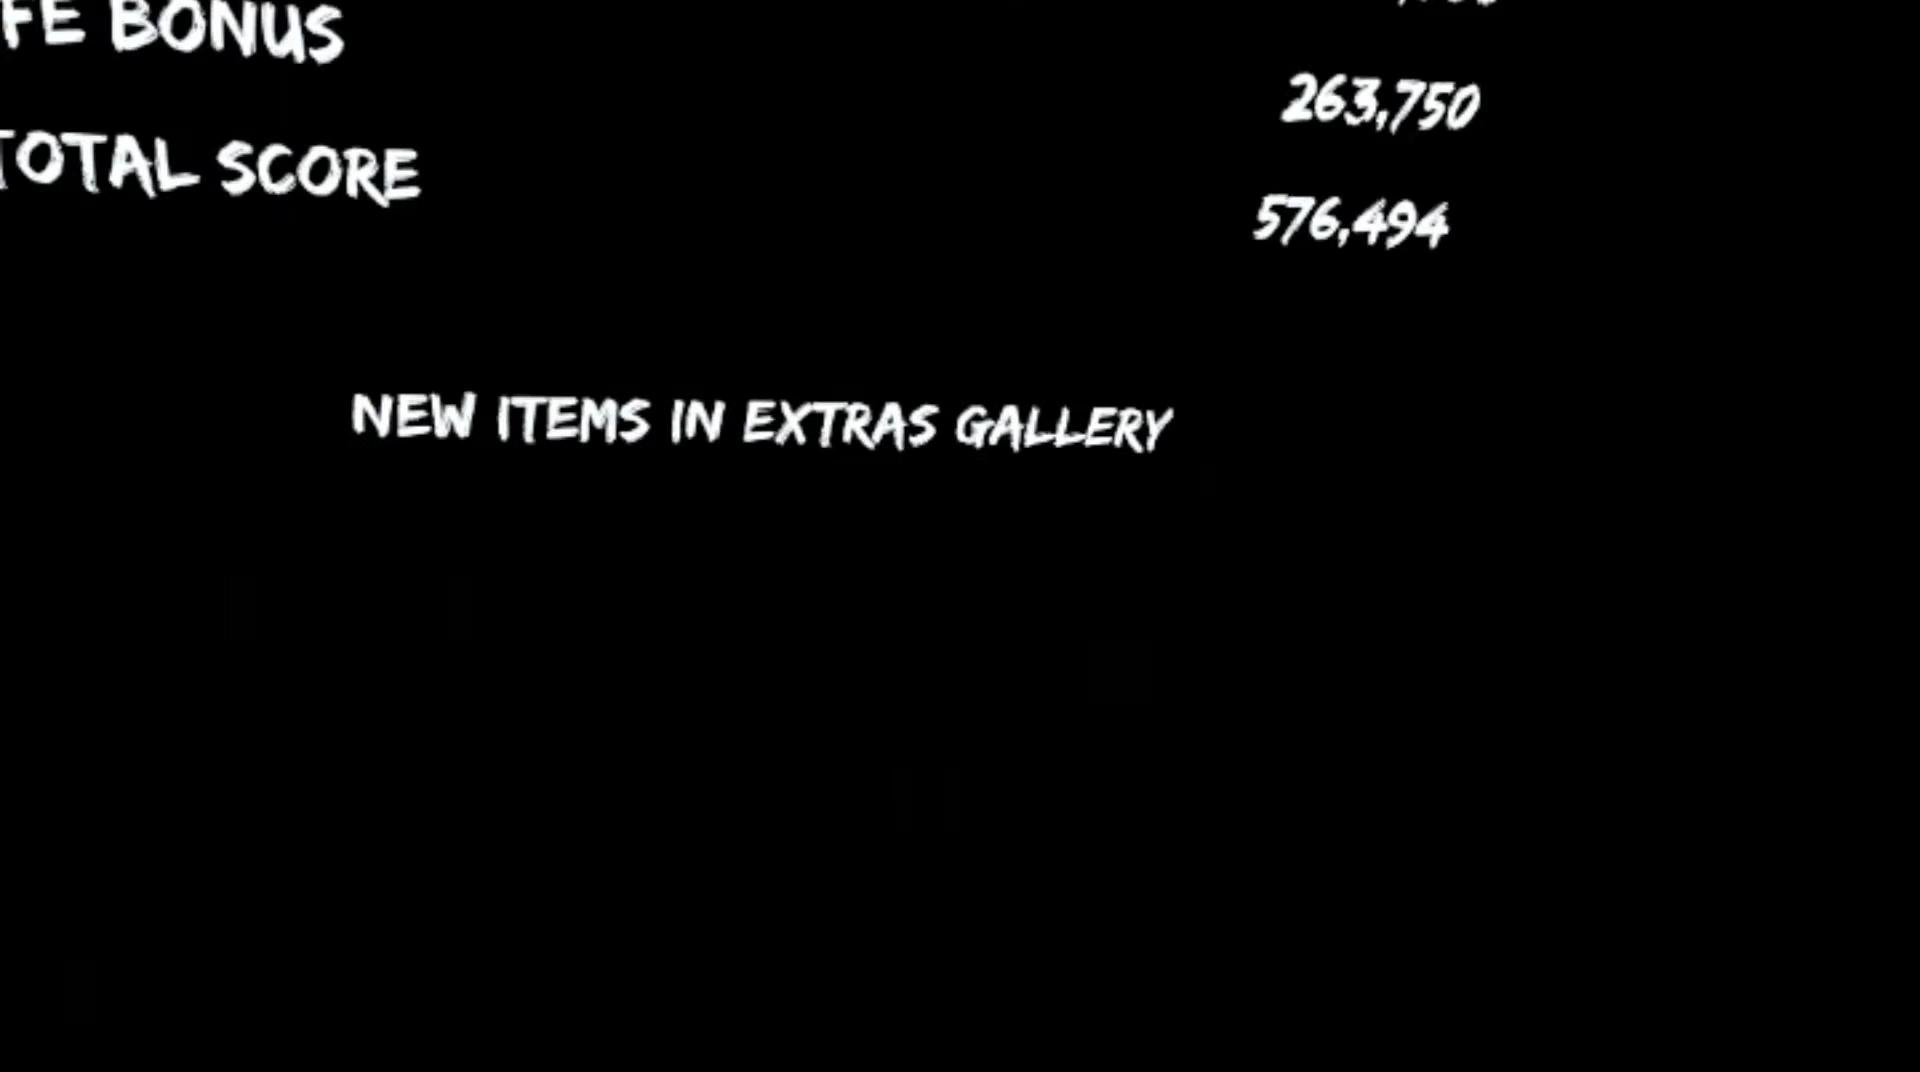 FE BONUS
263,750
TOTAL SCORE
576,494
NEW ITEMS IN EXTRAS GALLERY